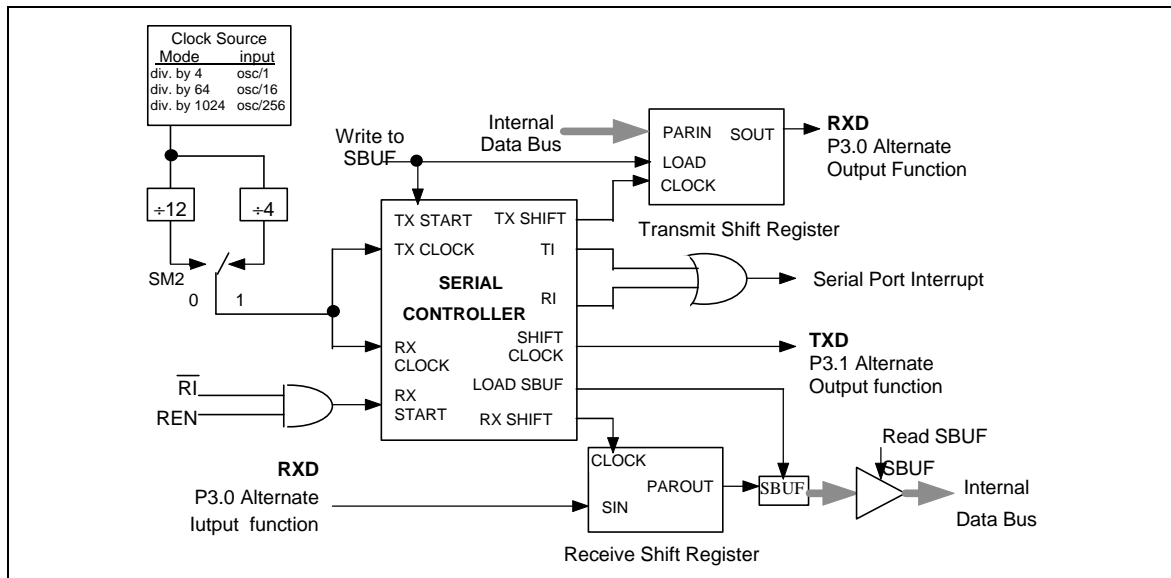 Clock Source
Mode input
div. by 4 osc/1
div. by 64 osc/16
div. by 1024 osc/256
÷12
÷4
SM2
0 1
Write to
SBUF
Internal
Data Bus
PARIN SOUT
LOAD
CLOCK
Transmit Shift Register
RXD
P3.0 Alternate
Output Function
TX START TX SHIFT
TX CLOCK TI
SERIAL
CONTROLLER
RI
SHIFT
CLOCK
RX
CLOCK
LOAD SBUF
RX
START
RX SHIFT
Serial Port Interrupt
TXD
P3.1 Alternate
Output function
R̅I̅
REN
RXD
P3.0 Alternate
Iutput function
CLOCK
PAROUT
SIN
Receive Shift Register
SBUF
Read SBUF
SBUF
Internal
Data Bus